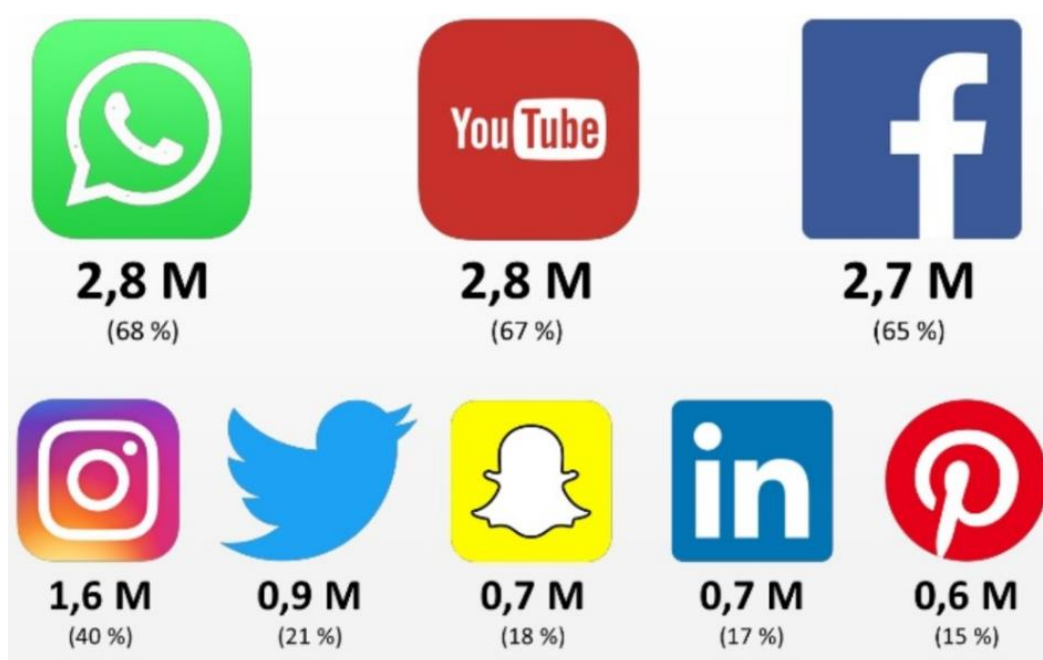 YouTube
2,8 M
2,8 M
2,7 M
(68 %)
(67 %)
(65 %)
in
1,6 M
0,9 M
0,7 M
0,7 M
0,6 M
(40 %)
(21 %)
(18 %)
(17 %)
(15 %)